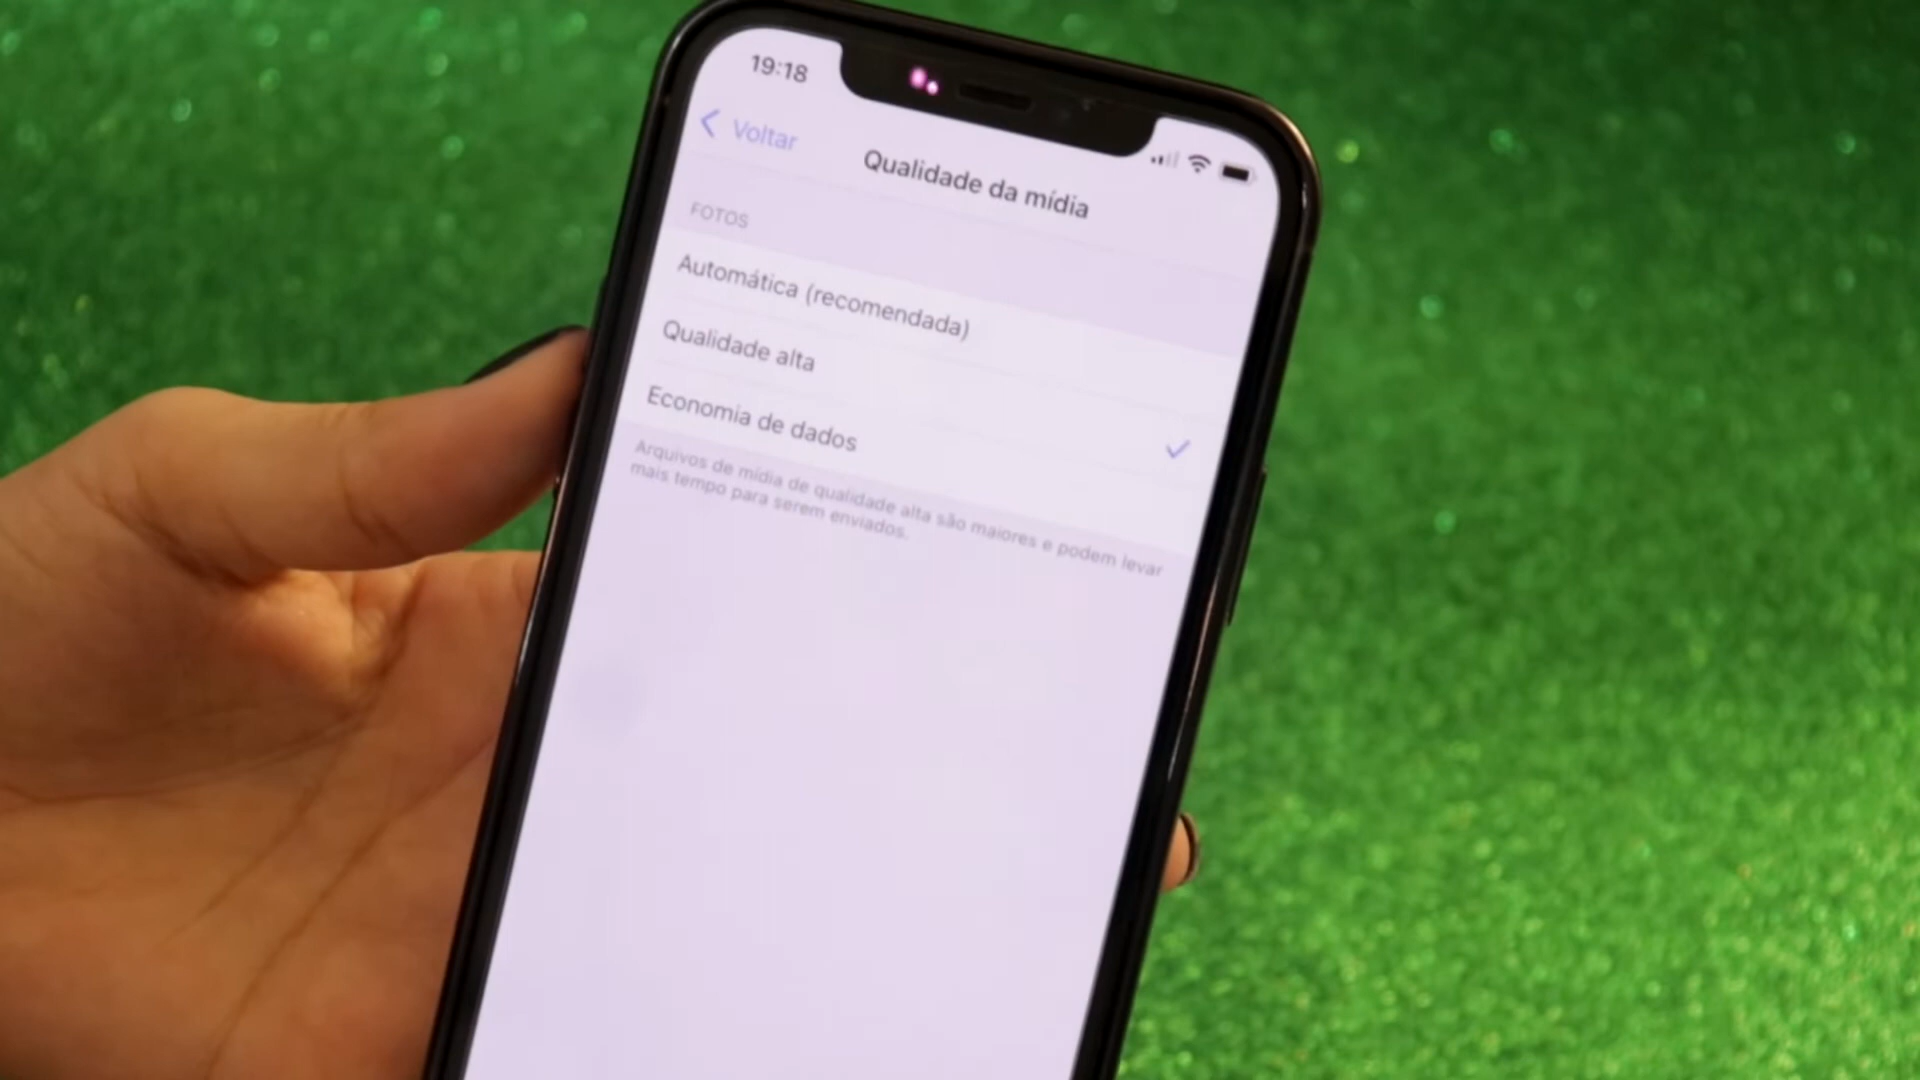 19:18
Voltar
Qualidade da mídia
FOTOS
Automática (recomendada)
Qualidade alta
Economia de dados
Arquivos de mídia de qualidade alta são maiores e podem levar
mais tempo para serem enviados.